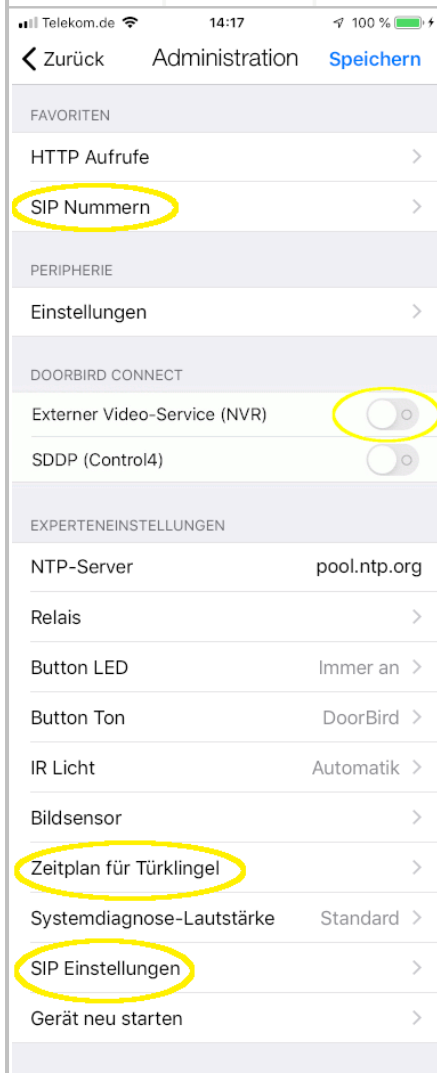 Telekom.de 14:17 100 %
Zurück Administration Speichern
FAVORITEN
HTTP Aufrufe
SIP Nummern
PERIPHERIE
Einstellungen
DOORBIRD CONNECT
Externer Video-Service (NVR)
SDDP (Control4)
EXPERTENEINSTELLUNGEN
NTP-Server pool.ntp.org
Relais
Button LED Immer an
Button Ton DoorBird
IR Licht Automatik
Bildsensor
Zeitplan für Türklingel
Systemdiagnose-Lautstärke Standard
SIP Einstellungen
Gerät neu starten